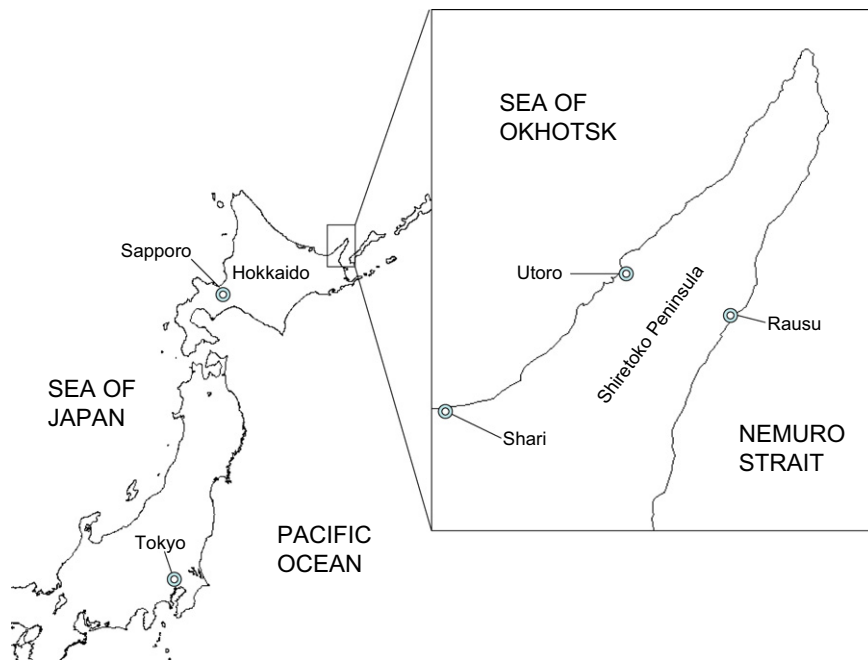 SEA OF
OKHOTSK
Sapporo
Hokkaido
Utoro
Shiretoko Peninsula
Rausu
SEA OF
JAPAN
Shari
NEMURO
STRAIT
PACIFIC
OCEAN
Tokyo